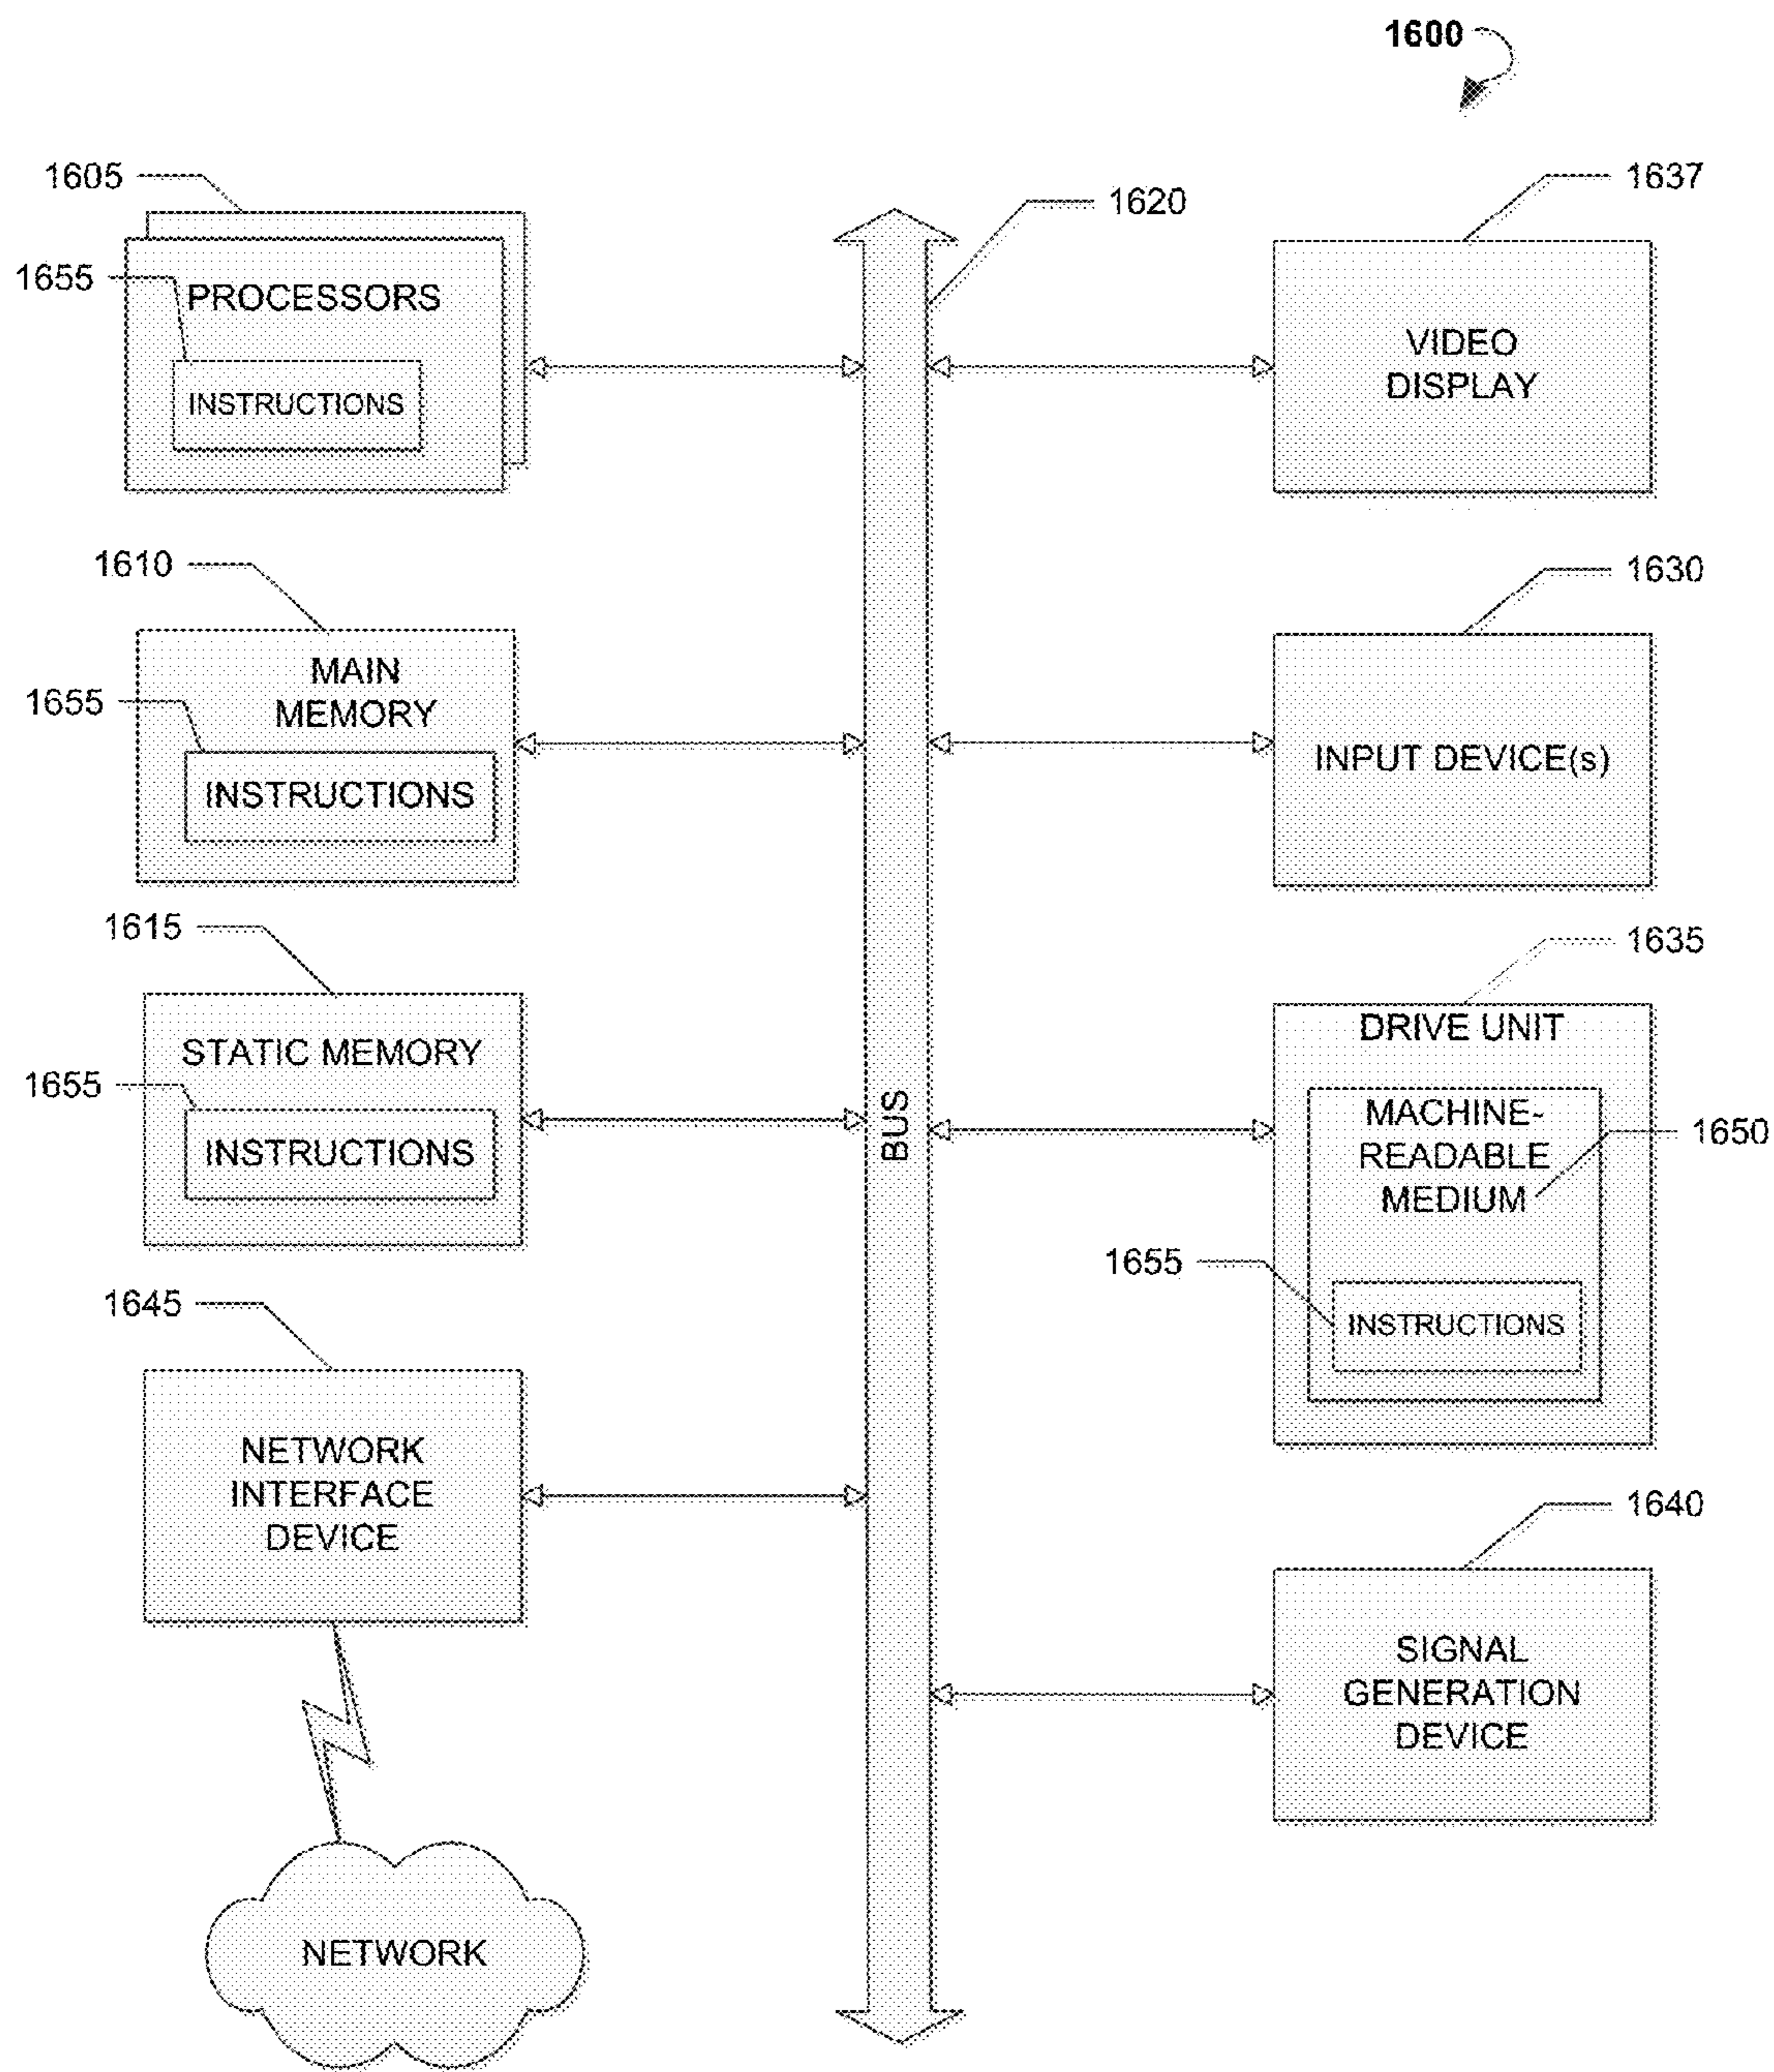 1600
1605
1655
PROCESSORS
INSTRUCTIONS
1610
1655
MAIN
MEMORY
INSTRUCTIONS
1615
1655
STATIC MEMORY
INSTRUCTIONS
1645
NETWORK
INTERFACE
DEVICE
NETWORK
1620
BUS
1637
VIDEO
DISPLAY
1630
INPUT DEVICE(s)
1635
DRIVE UNIT
MACHINE-
READABLE
MEDIUM
1650
1655
INSTRUCTIONS
1640
SIGNAL
GENERATION
DEVICE